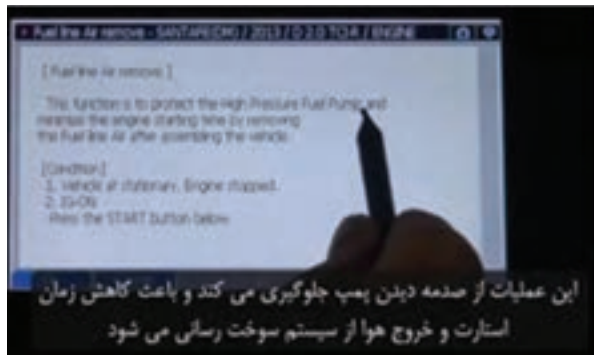 Fuel line Air remove - SANTAFE(DM) / 2013 / D 2.0 TCI-R / ENGINE
[ Fuel line Air remove ]
This function is to protect the High Pressure Fuel Pump and
minimize the engine starting time by removing
the fuel line Air after assembling the vehicle.
[Condition]
1. Vehicle at stationary, Engine stopped.
2. IG-ON
Press the START button below
این عملیات از صدمه دیدن پمپ جلوگیری می کند و باعث کاهش زمان
استارت و خروج هوا از سیستم سوخت رسانی می شود